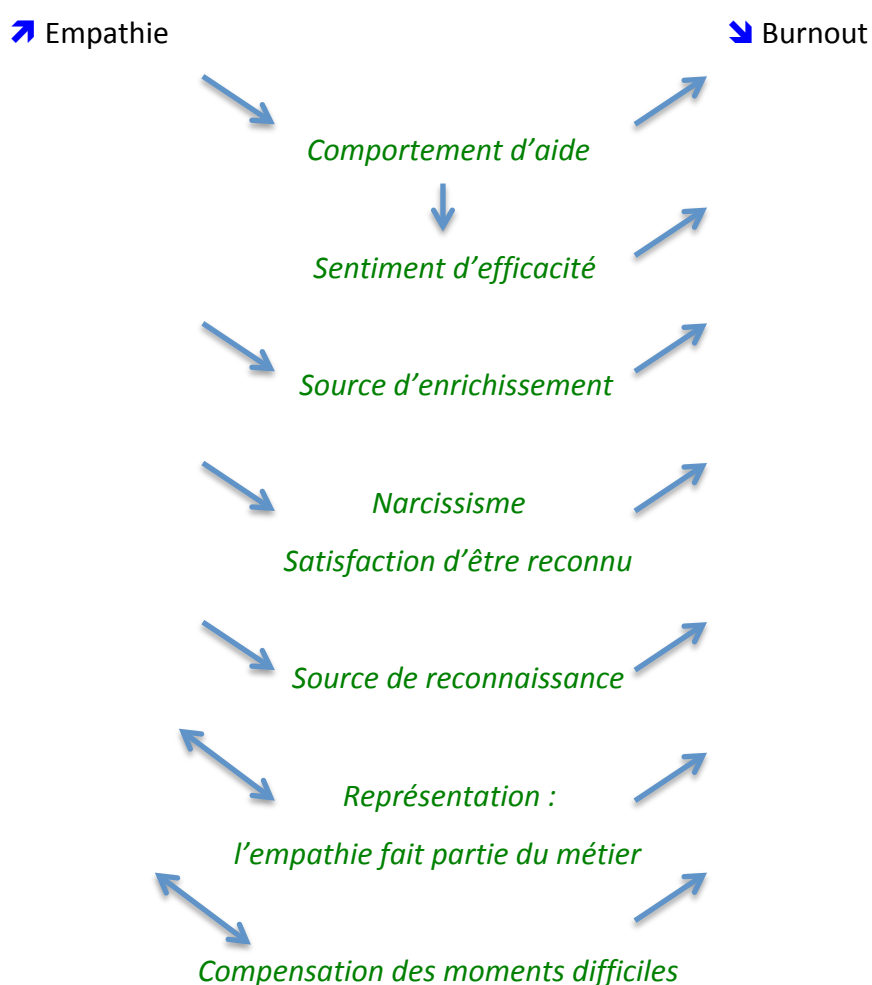 Empathie
Burnout
Comportement d’aide
Sentiment d’efficacité
Source d’enrichissement
Narcissisme
Satisfaction d’être reconnu
Source de reconnaissance
Représentation :
l’empathie fait partie du métier
Compensation des moments difficiles